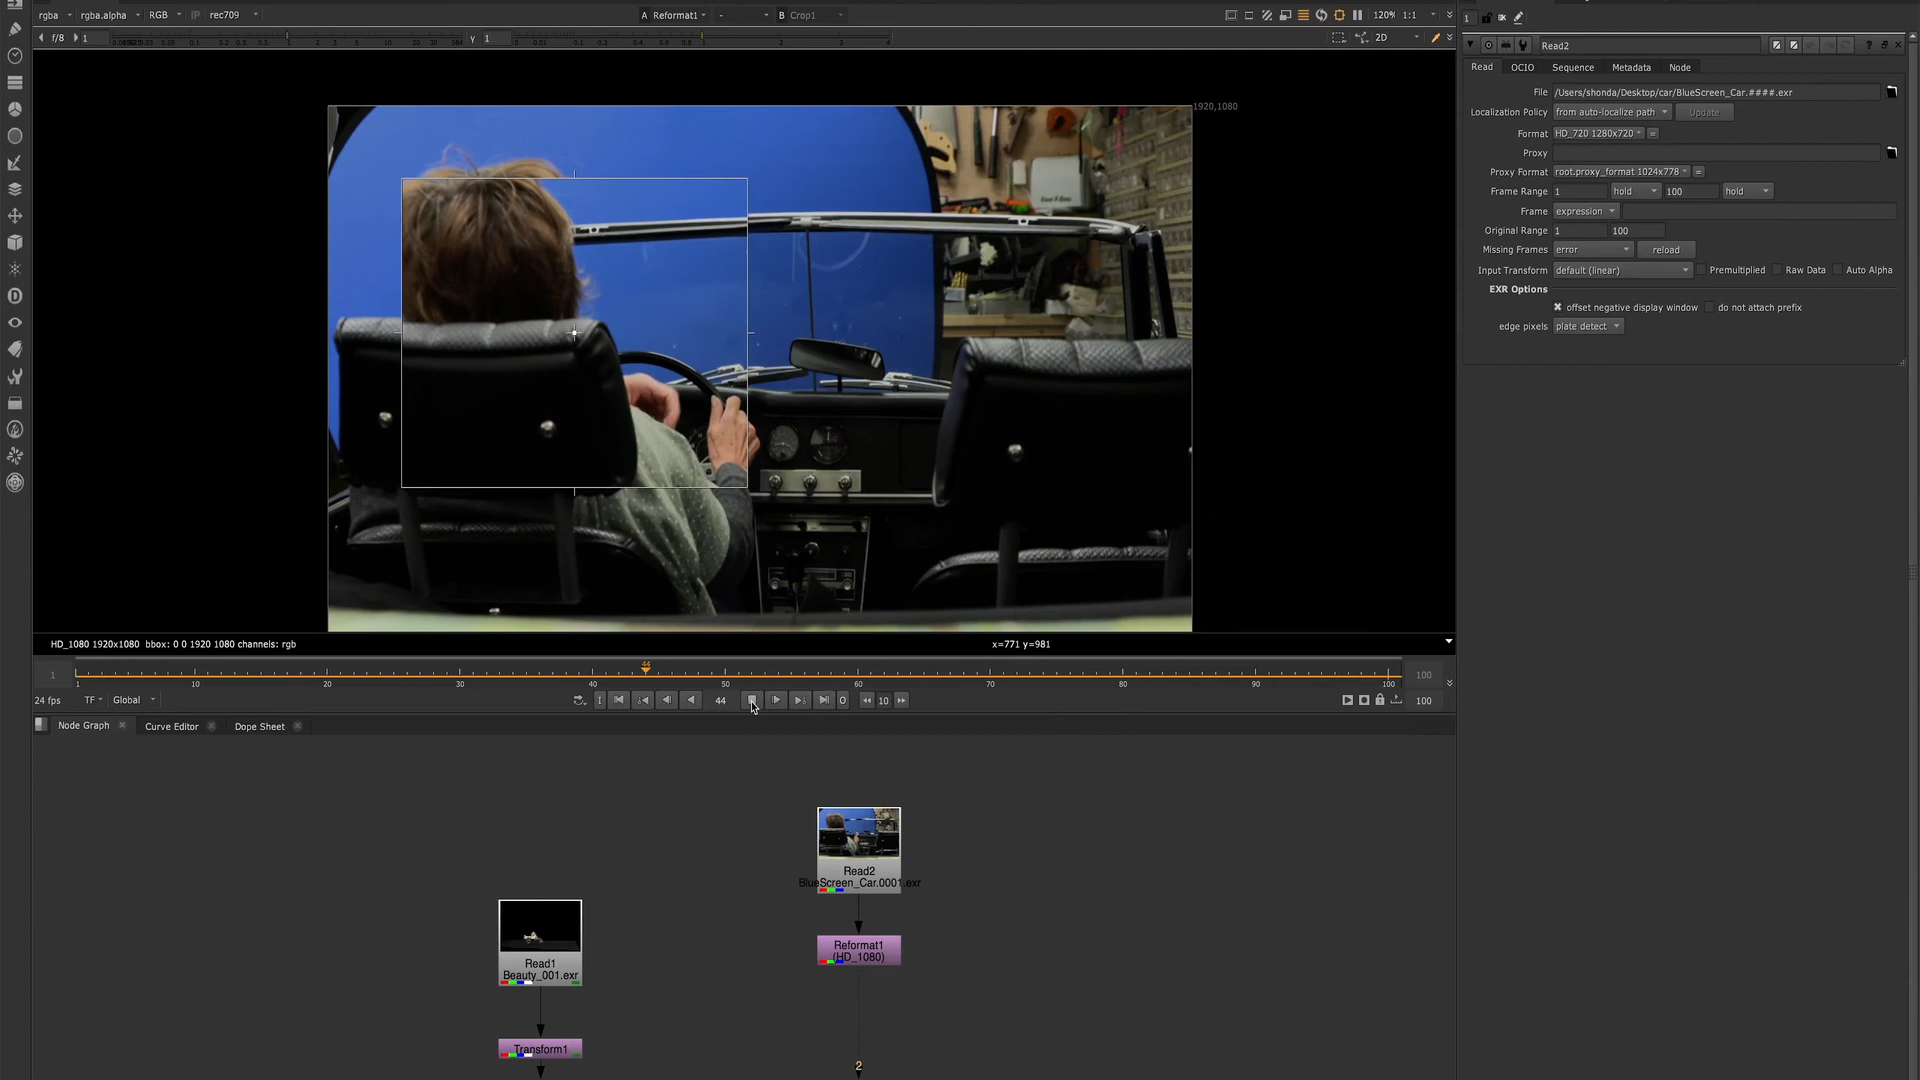 rgba rgba.alpha RGB IP rec709 A Reformat1 - B Crop1 120% 1:1
f/8 1 γ 1 2D
1920,1080
HD_1080 1920x1080 bbox: 0 0 1920 1080 channels: rgb x=771 y=981
1 44 100
1 10 20 30 40 50 60 70 80 90 100
24 fps TF Global I 44 O 10 100
Node Graph Curve Editor Dope Sheet
Read2
BlueScreen_Car.0001.exr
Reformat1
(HD_1080)
Read1
Beauty_001.exr
Transform1
2
1
Read2 ?
Read OCIO Sequence Metadata Node
File /Users/shonda/Desktop/car/BlueScreen_Car.####.exr
Localization Policy from auto-localize path Update
Format HD_720 1280x720 =
Proxy
Proxy Format root.proxy_format 1024x778 =
Frame Range 1 hold 100 hold
Frame expression
Original Range 1 100
Missing Frames error reload
Input Transform default (linear) Premultiplied Raw Data Auto Alpha
EXR Options
offset negative display window do not attach prefix
edge pixels plate detect